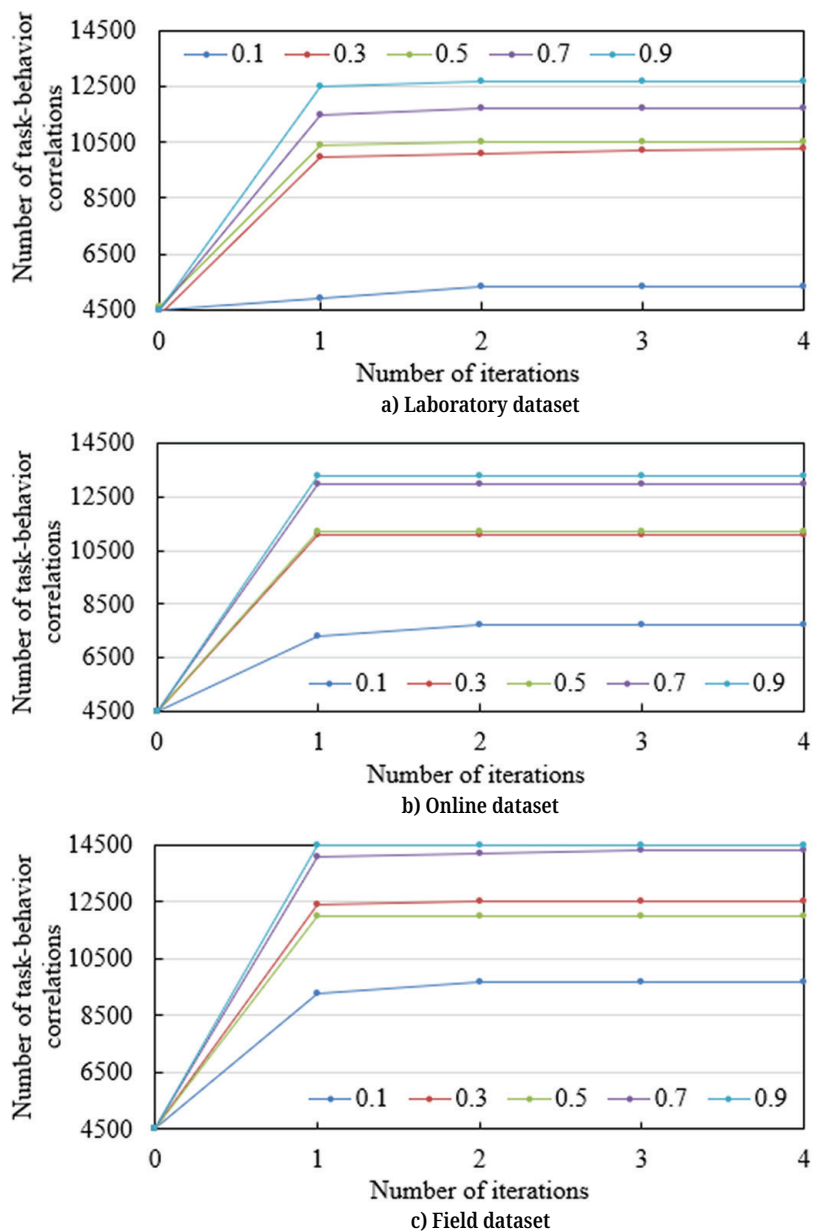 Number of task-behavior
correlations
14500
12500
10500
8500
6500
4500
0.1 0.3 0.5 0.7 0.9
0 1 2 3 4
Number of iterations
a) Laboratory dataset
Number of task-behavior
correlations
14500
12500
10500
8500
6500
4500
0.1 0.3 0.5 0.7 0.9
0 1 2 3 4
Number of iterations
b) Online dataset
Number of task-behavior
correlations
14500
12500
10500
8500
6500
4500
0.1 0.3 0.5 0.7 0.9
0 1 2 3 4
Number of iterations
c) Field dataset